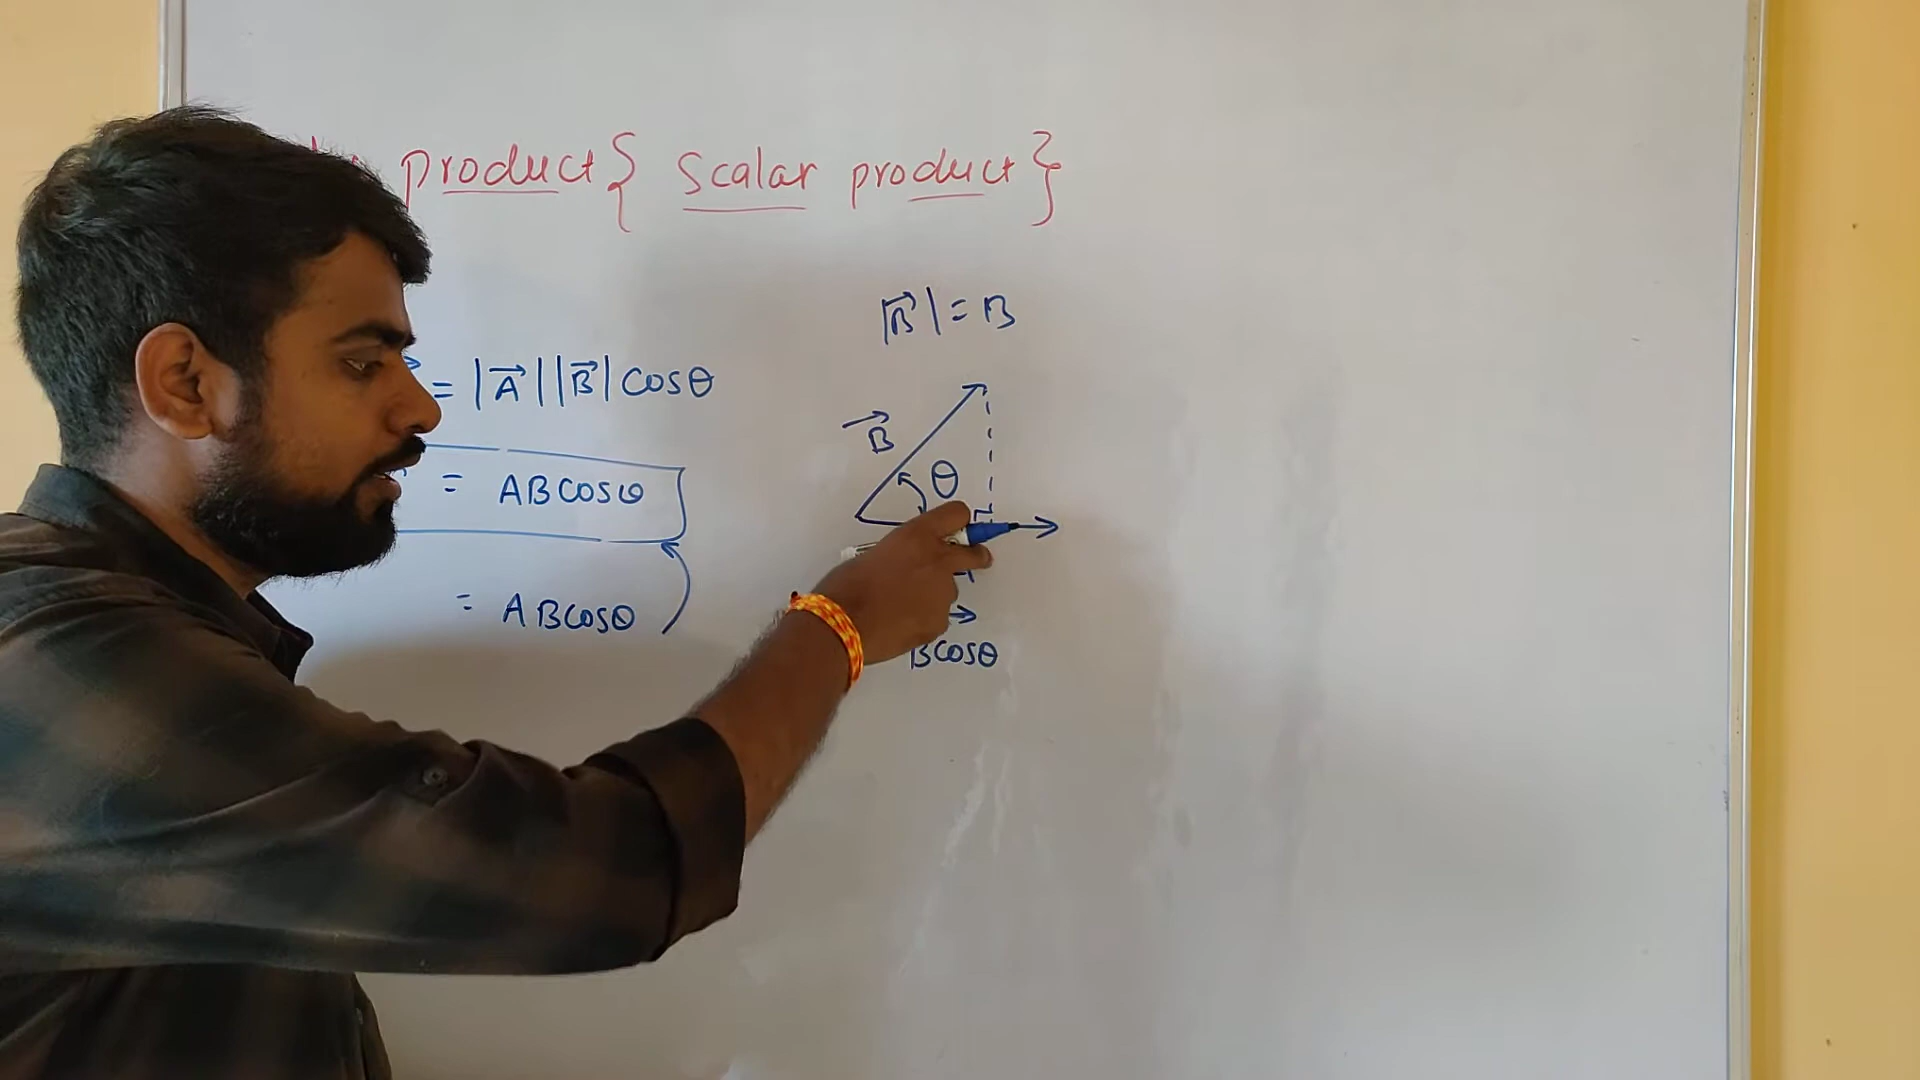 product { Scalar product }
|B⃗| = B
= |A⃗||B⃗| cosθ
B⃗
θ
= ABcosθ
= ABcosθ
Bcosθ